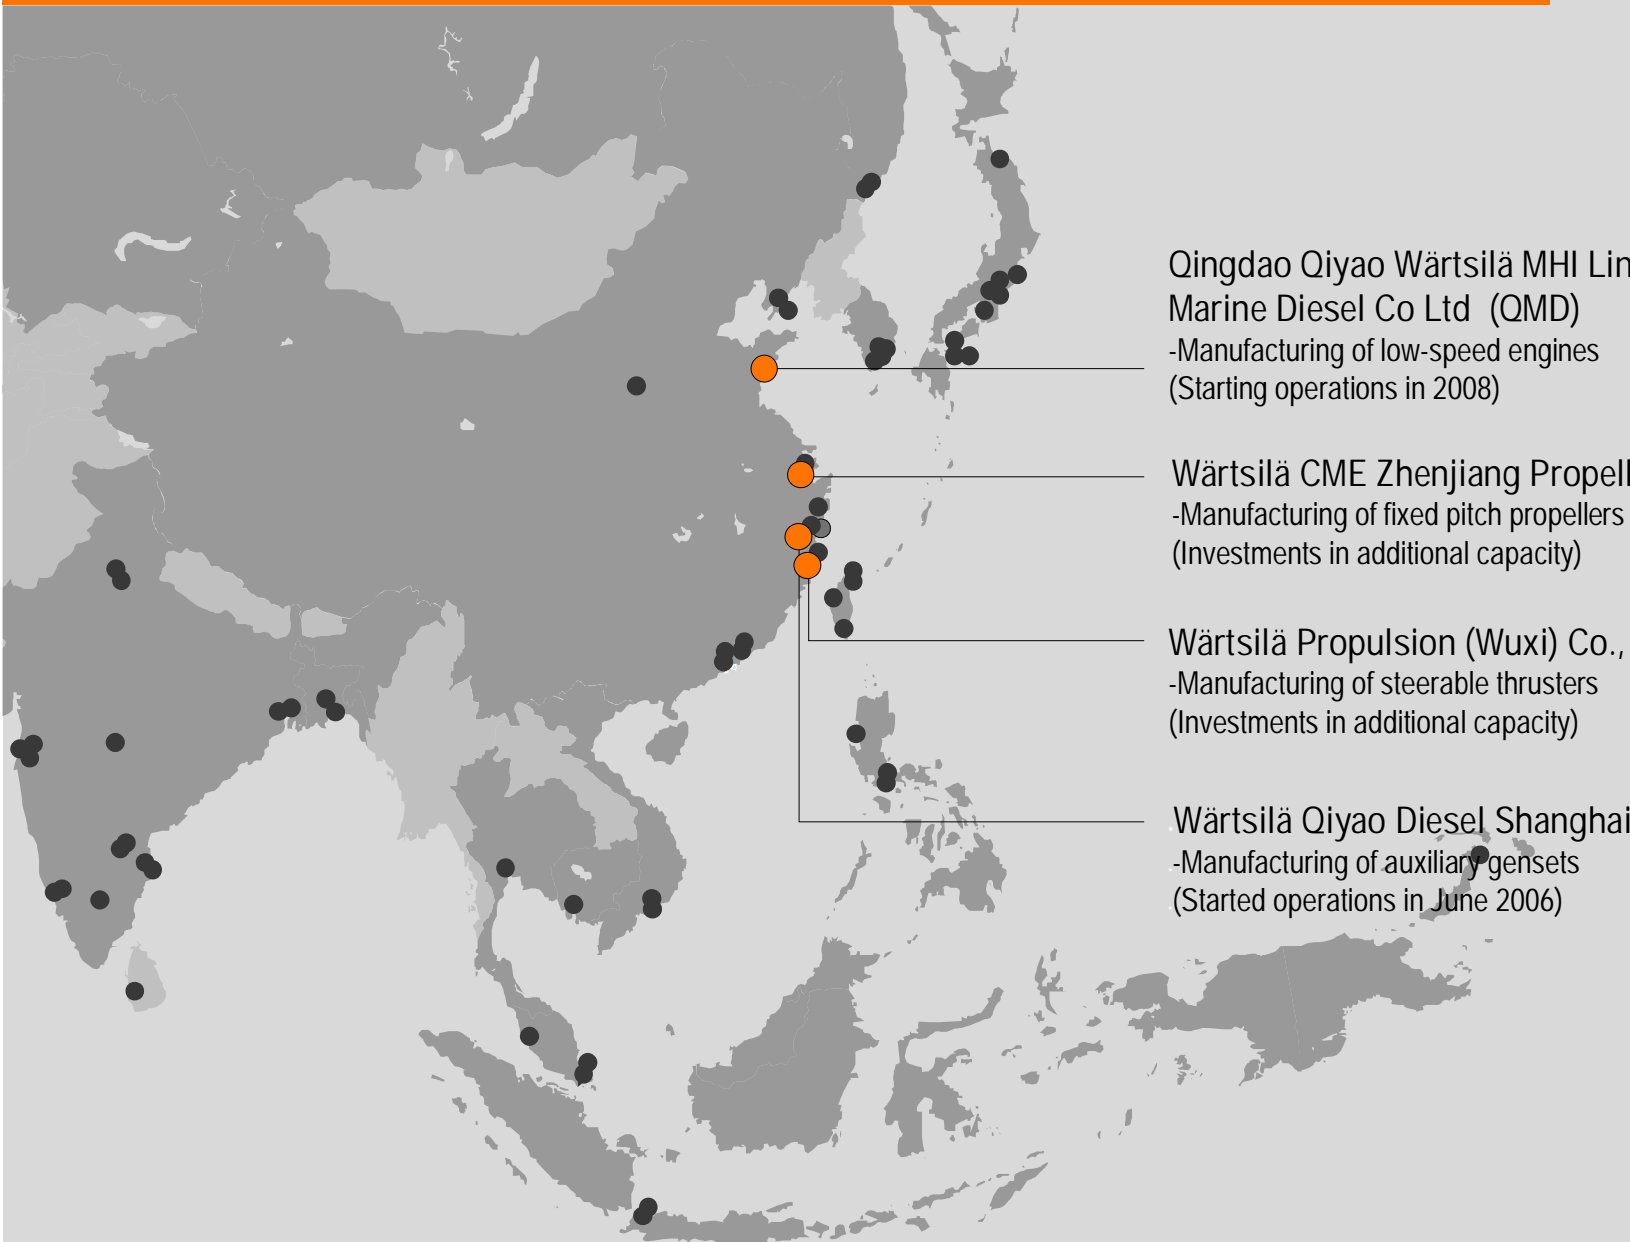 Qingdao Qiyao Wärtsilä MHI Lin
Marine Diesel Co Ltd (QMD)
-Manufacturing of low-speed engines
(Starting operations in 2008)
Wärtsilä CME Zhenjiang Propell
-Manufacturing of fixed pitch propellers
(Investments in additional capacity)
Wärtsilä Propulsion (Wuxi) Co.,
-Manufacturing of steerable thrusters
(Investments in additional capacity)
Wärtsilä Qiyao Diesel Shanghai
-Manufacturing of auxiliary gensets
(Started operations in June 2006)